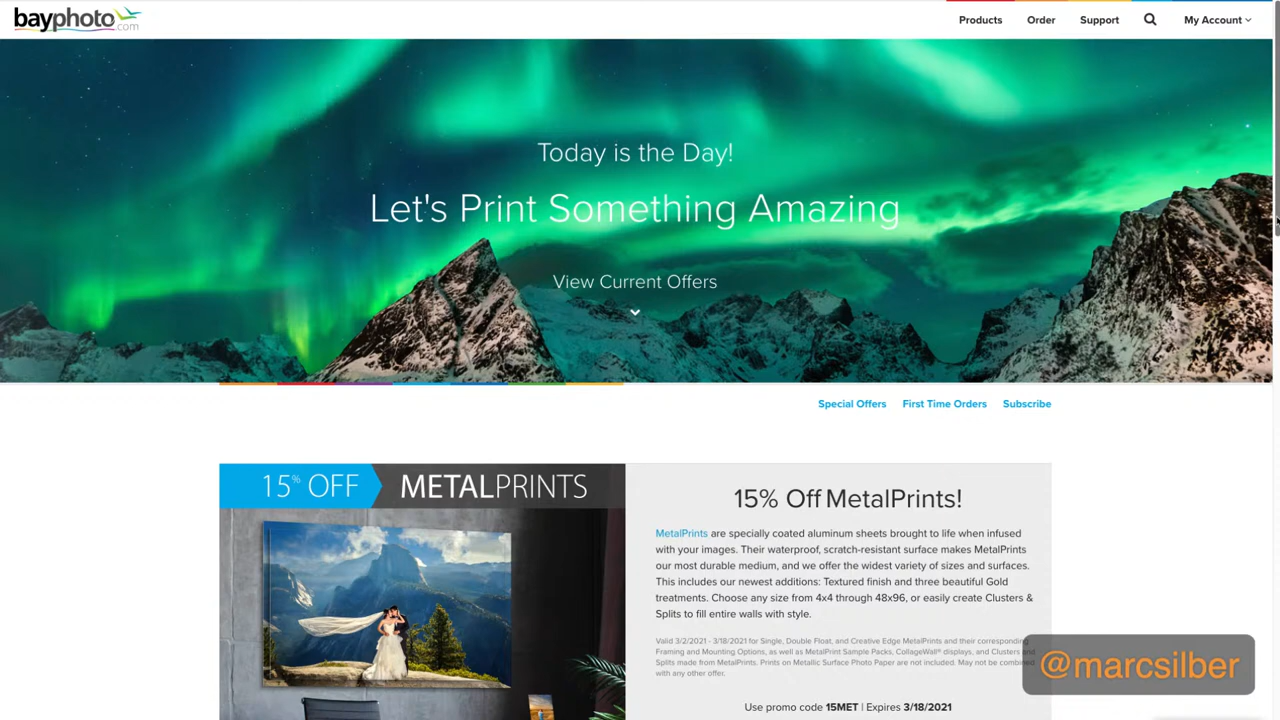 bayphoto.com
Products Order Support My Account
Today is the Day!
Let's Print Something Amazing
View Current Offers
Special Offers First Time Orders Subscribe
15% OFF METALPRINTS
15% Off MetalPrints!
MetalPrints are specially coated aluminum sheets brought to life when infused
with your images. Their waterproof, scratch-resistant surface makes MetalPrints
our most durable medium, and we offer the widest variety of sizes and surfaces.
This includes our newest additions: Textured finish and three beautiful Gold
treatments. Choose any size from 4x4 through 48x96, or easily create Clusters &
Splits to fill entire walls with style.
Valid 3/2/2021 - 3/18/2021 for Single, Double Float, and Creative Edge MetalPrints and their corresponding
Framing and Mounting Options, as well as MetalPrint Sample Packs, CollageWall® displays, and Clusters and
Splits made from MetalPrints. Prints on Metallic Surface Photo Paper are not included. May not be combined
with any other offer.
@marcsilber
Use promo code 15MET | Expires 3/18/2021